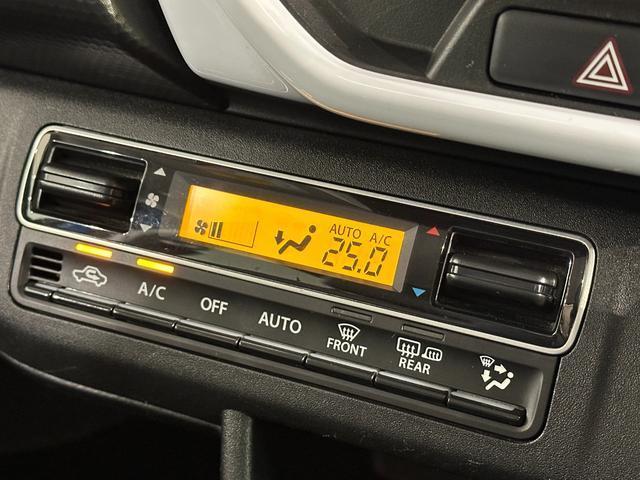 AUTO A/C
25.0
A/C
OFF
AUTO
FRONT
REAR